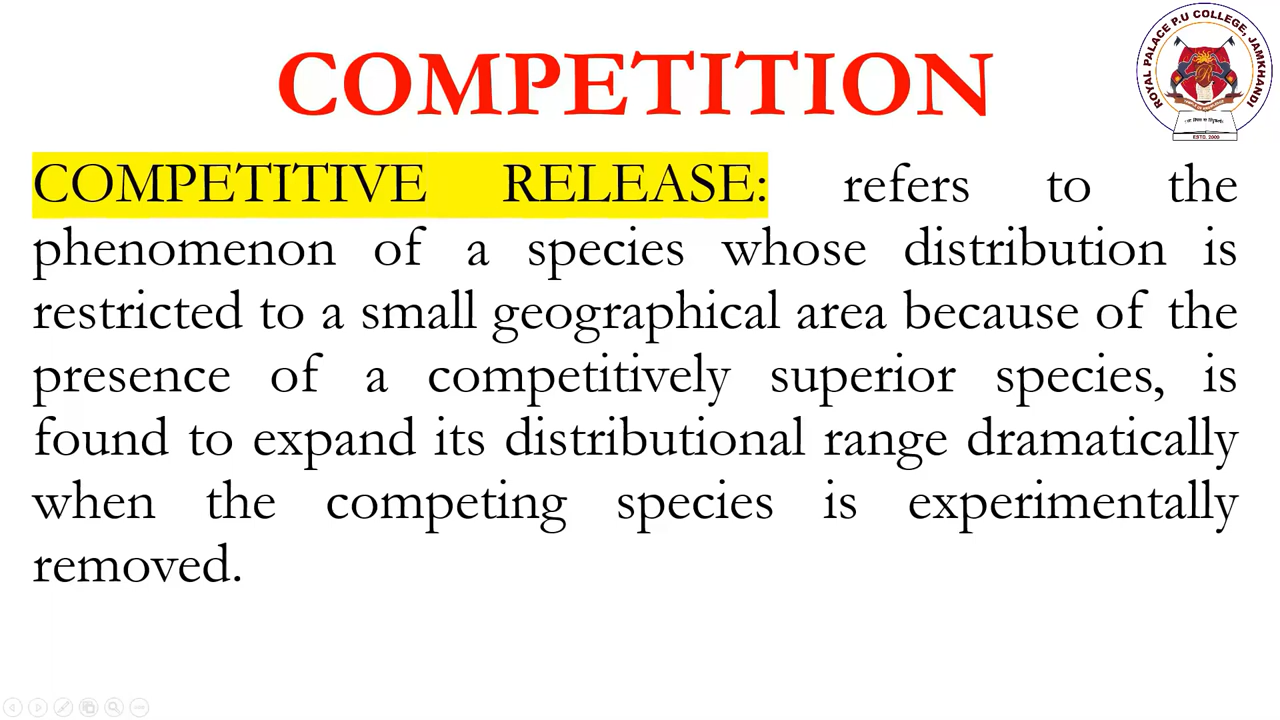 COMPETITION
ROYAL PALACE P.U COLLEGE, JAMKHANDI
ESTD. 2009
COMPETITIVE RELEASE: refers to the
phenomenon of a species whose distribution is
restricted to a small geographical area because of the
presence of a competitively superior species, is
found to expand its distributional range dramatically
when the competing species is experimentally
removed.